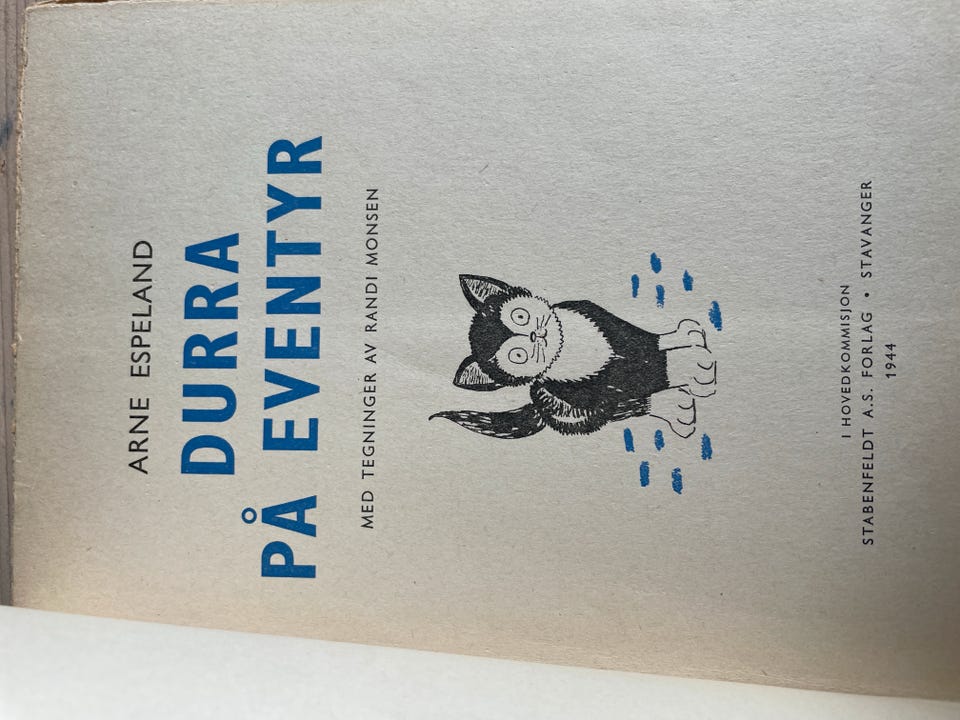 ARNE ESPELAND
DURRA
PÅ EVENTYR
MED TEGNINGER AV RANDI MONSEN
I HOVEDKOMMISJON
STABENFELDT A.S. FORLAG • STAVANGER
1944